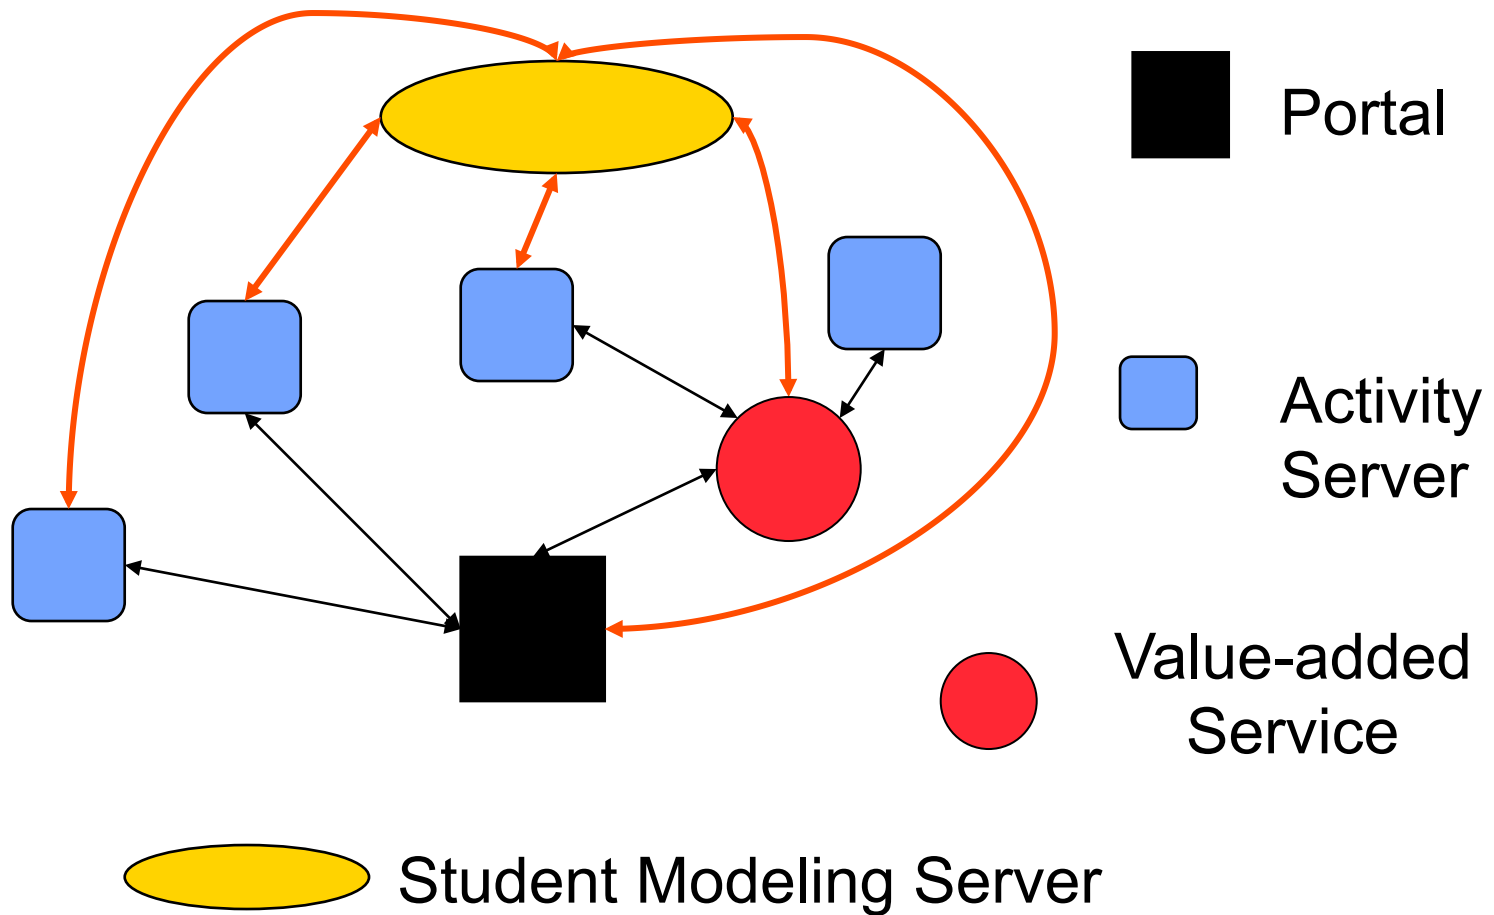 Portal
Activity
Server
Value-added
Service
Student Modeling Server